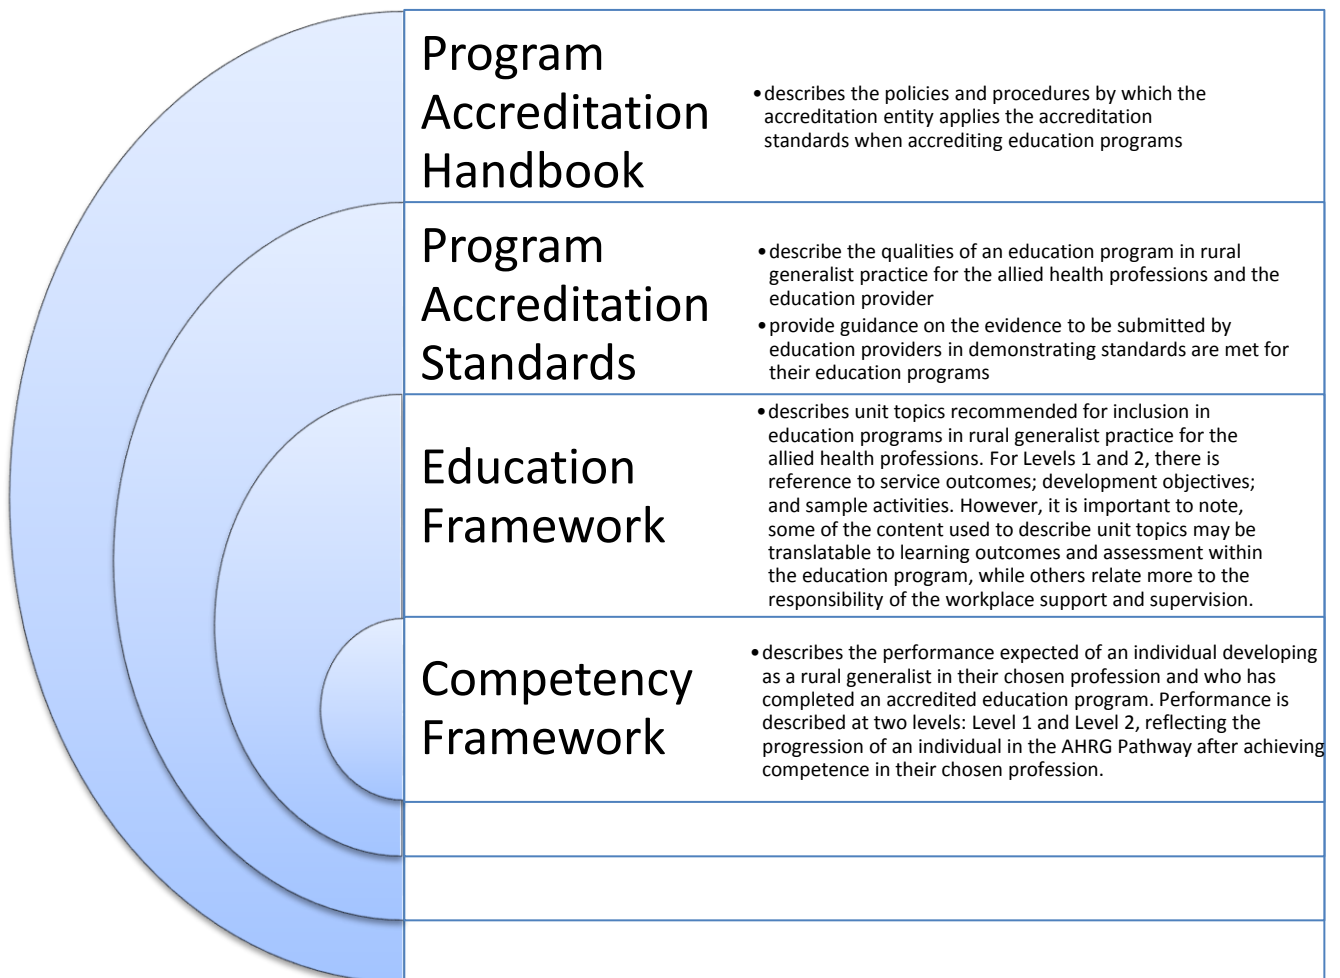 Program
Accreditation
Handbook
•describes the policies and procedures by which the
accreditation entity applies the accreditation
standards when accrediting education programs
Program
Accreditation
Standards
•describe the qualities of an education program in rural
generalist practice for the allied health professions and the
education provider
•provide guidance on the evidence to be submitted by
education providers in demonstrating standards are met for
their education programs
Education
Framework
•describes unit topics recommended for inclusion in
education programs in rural generalist practice for the
allied health professions. For Levels 1 and 2, there is
reference to service outcomes; development objectives;
and sample activities. However, it is important to note,
some of the content used to describe unit topics may be
translatable to learning outcomes and assessment within
the education program, while others relate more to the
responsibility of the workplace support and supervision.
Competency
Framework
•describes the performance expected of an individual developing
as a rural generalist in their chosen profession and who has
completed an accredited education program. Performance is
described at two levels: Level 1 and Level 2, reflecting the
progression of an individual in the AHRG Pathway after achieving
competence in their chosen profession.